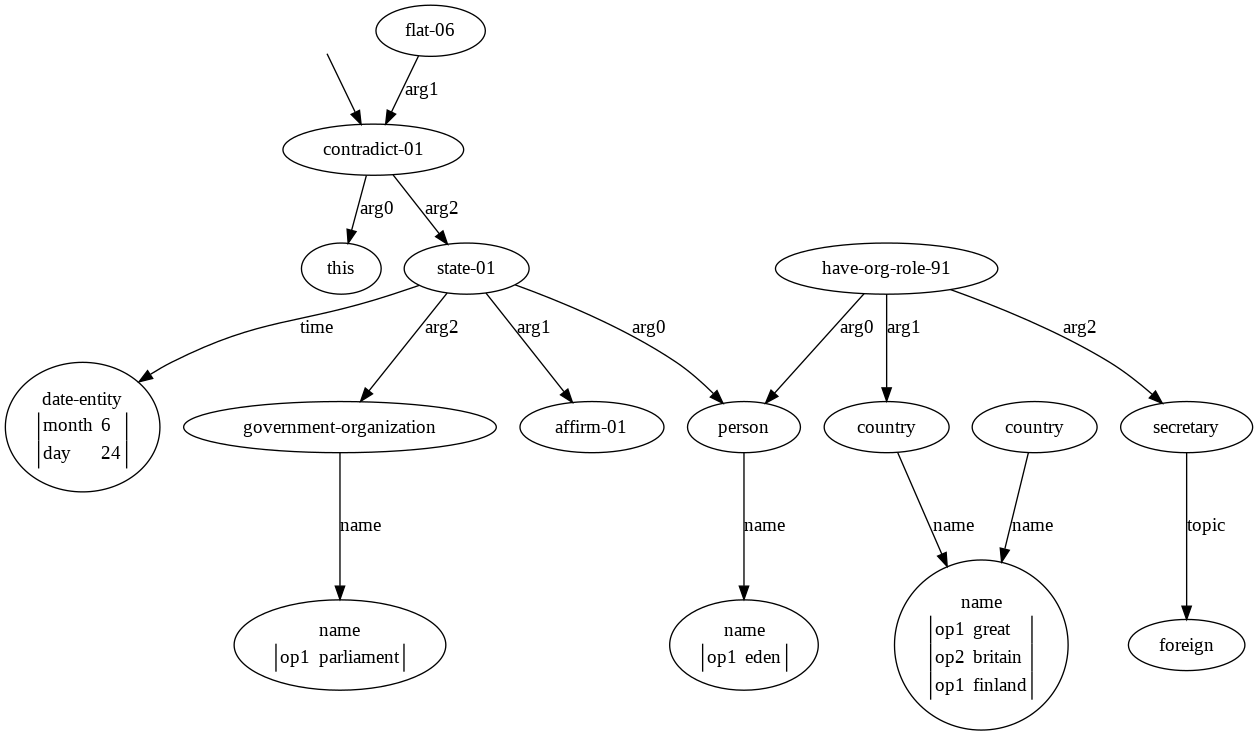 flat-06
arg1
contradict-01
arg0 arg2
this state-01 have-org-role-91
time arg2 arg1 arg0 arg0 arg1 arg2
date-entity
month 6
day 24
government-organization affirm-01 person country country secretary
name name name name topic
name
op1 parliament
name
op1 eden
name
op1 great
op2 britain
op1 finland
foreign